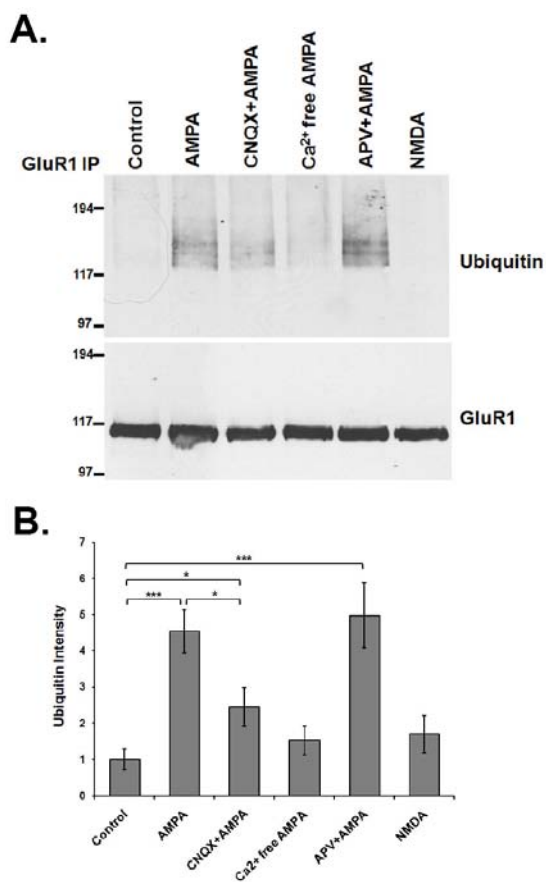 A.
Control AMPA CNQX+AMPA Ca2+ free AMPA APV+AMPA NMDA
GluR1 IP
194
117
97
Ubiquitin
194
117
97
GluR1
B.
7
6
5
4
3
2
1
0
Ubiquitin Intensity
***
*
*** *
Control AMPA CNQX+AMPA Ca2+ free AMPA APV+AMPA NMDA